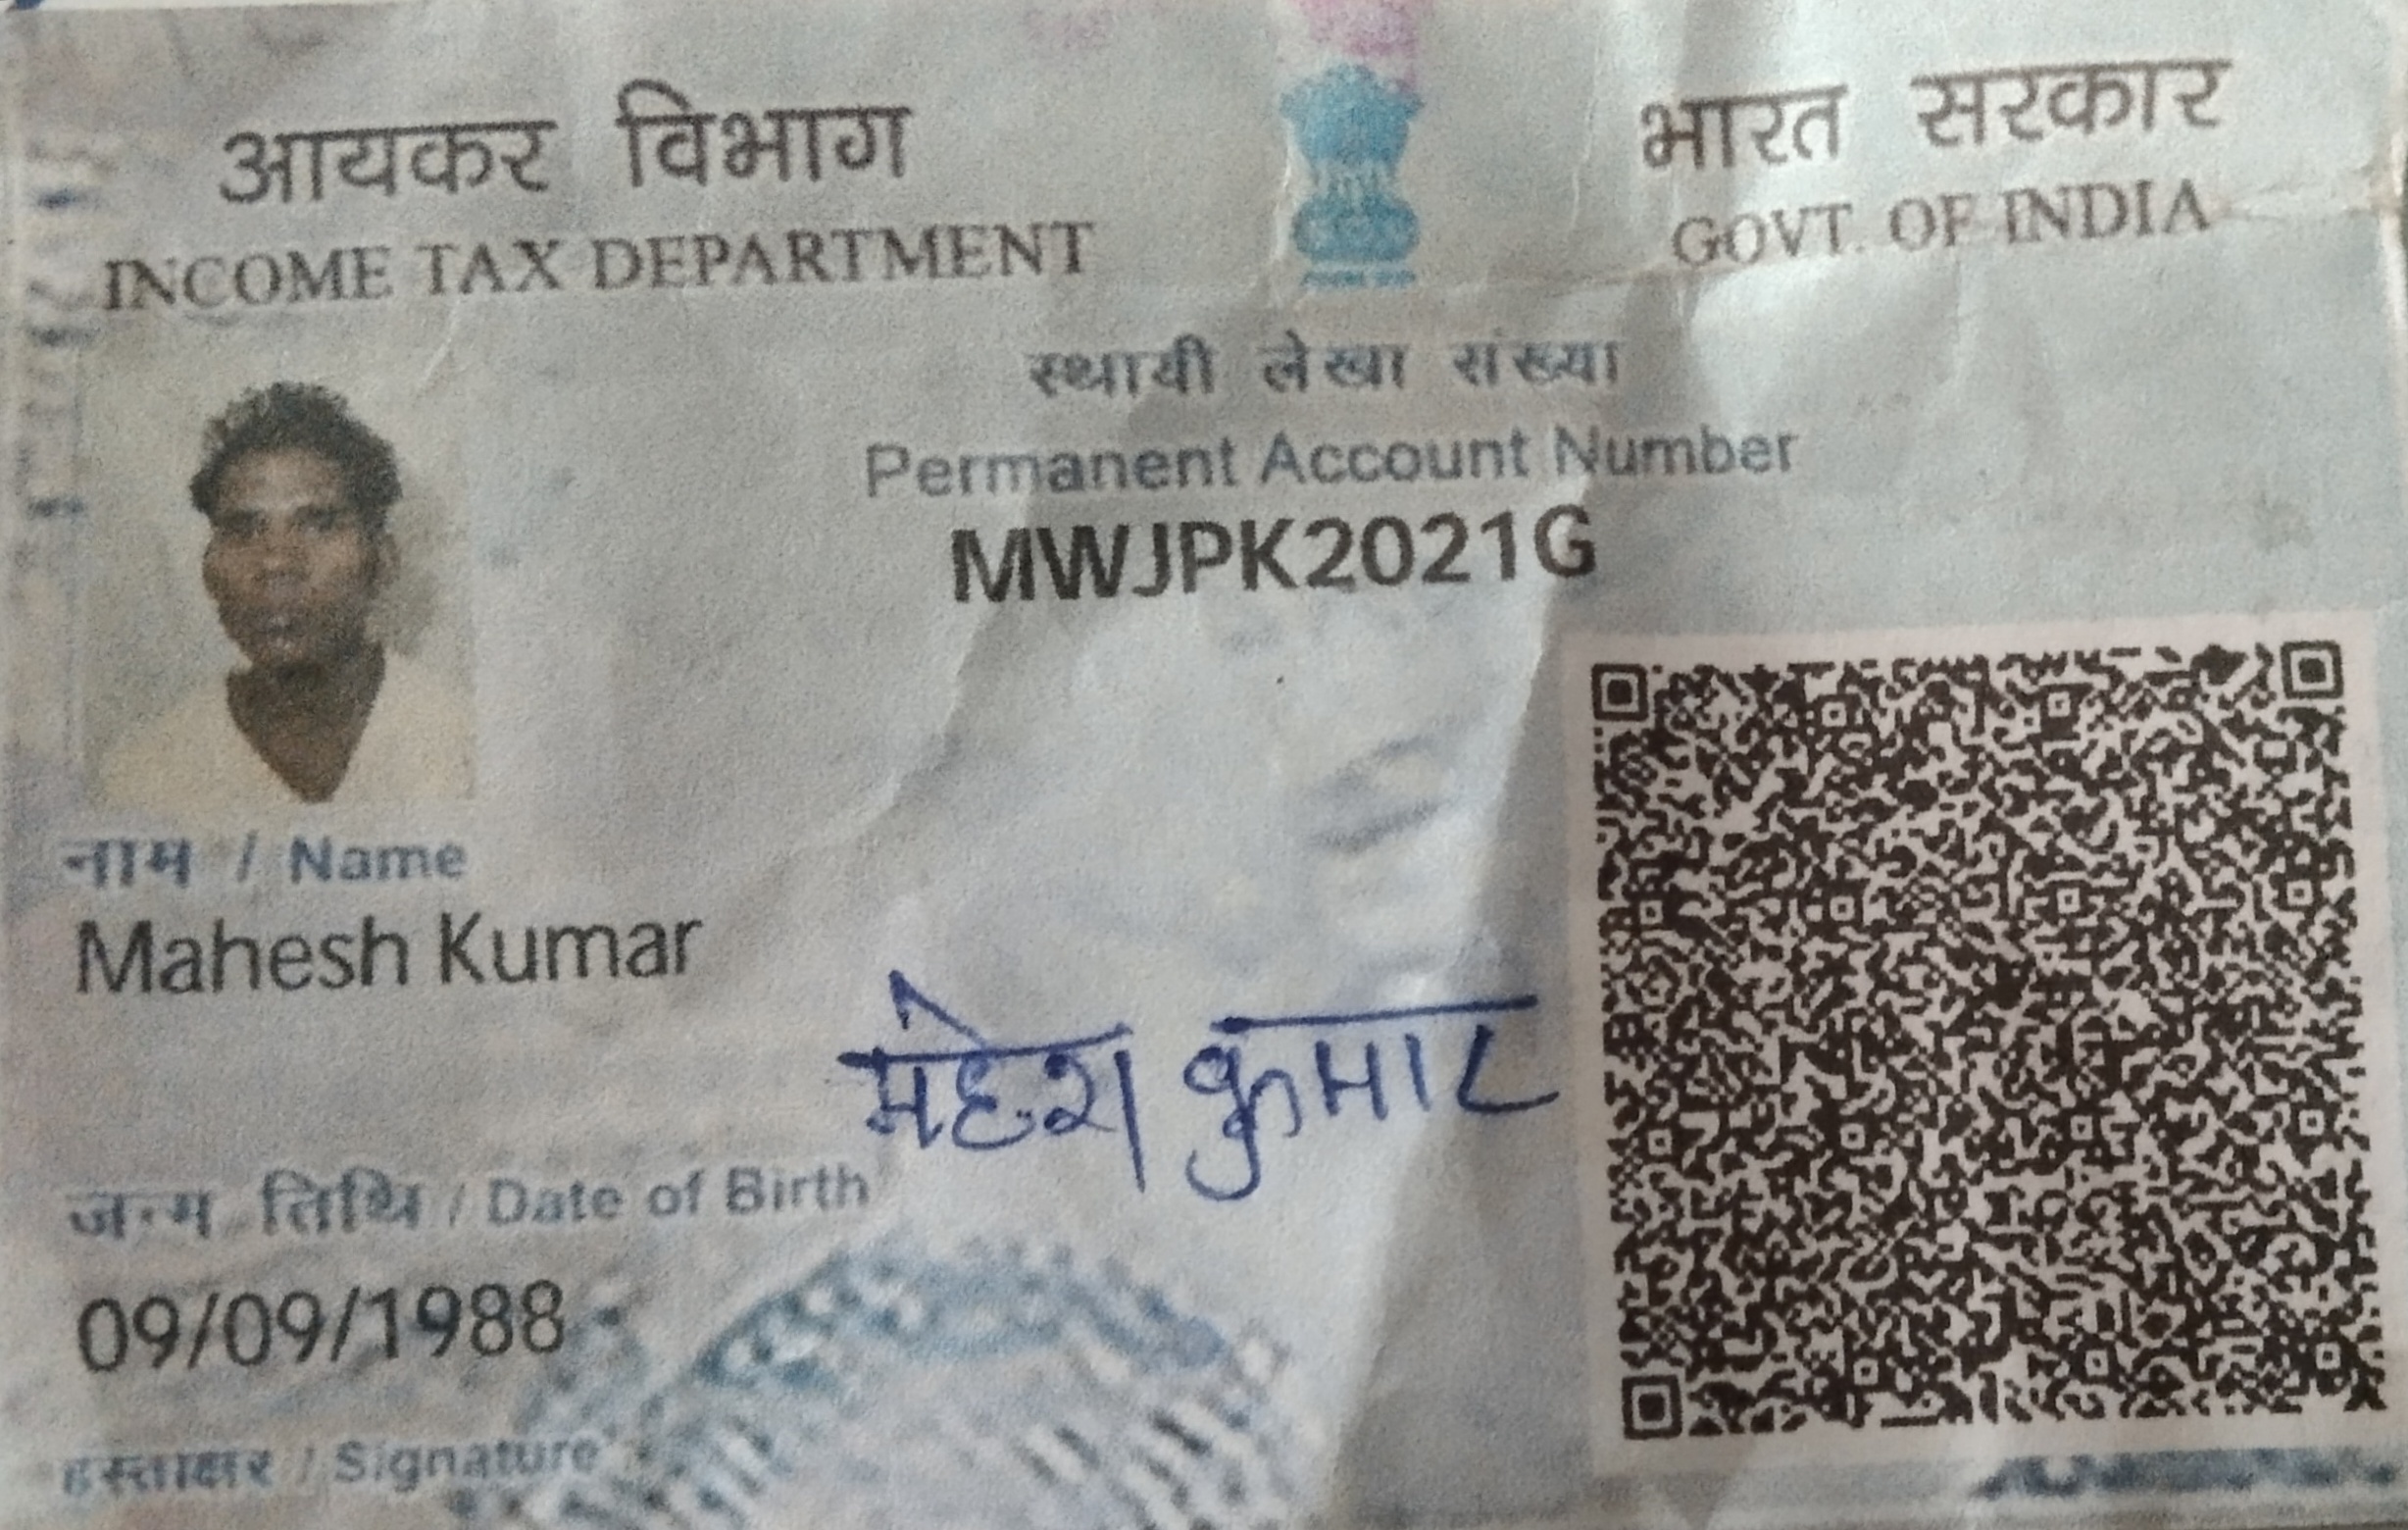 आयकर विभाग
INCOME TAX DEPARTMENT
भारत सरकार
GOVT. OF INDIA
स्थायी लेखा संख्या
Permanent Account Number
MWJPK2021G
नाम / Name
Mahesh Kumar
महेश कुमार
जन्म तिथि / Date of Birth
09/09/1988
हस्ताक्षर / Signature